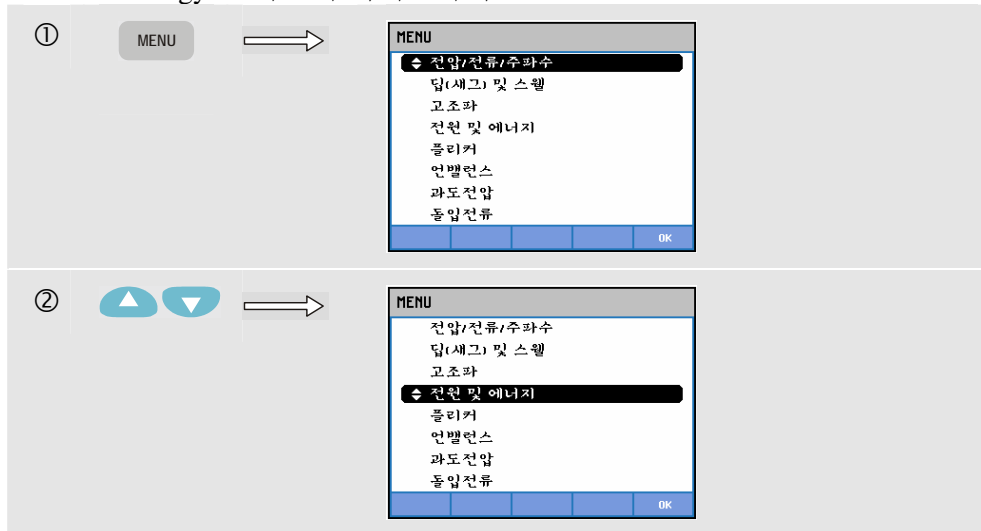 ①
MENU
MENU
전압/전류/주파수
딥(새그) 및 스웰
고조파
전원 및 에너지
플리커
언밸런스
과도전압
돌입전류
OK
②
MENU
전압/전류/주파수
딥(새그) 및 스웰
고조파
전원 및 에너지
플리커
언밸런스
과도전압
돌입전류
OK